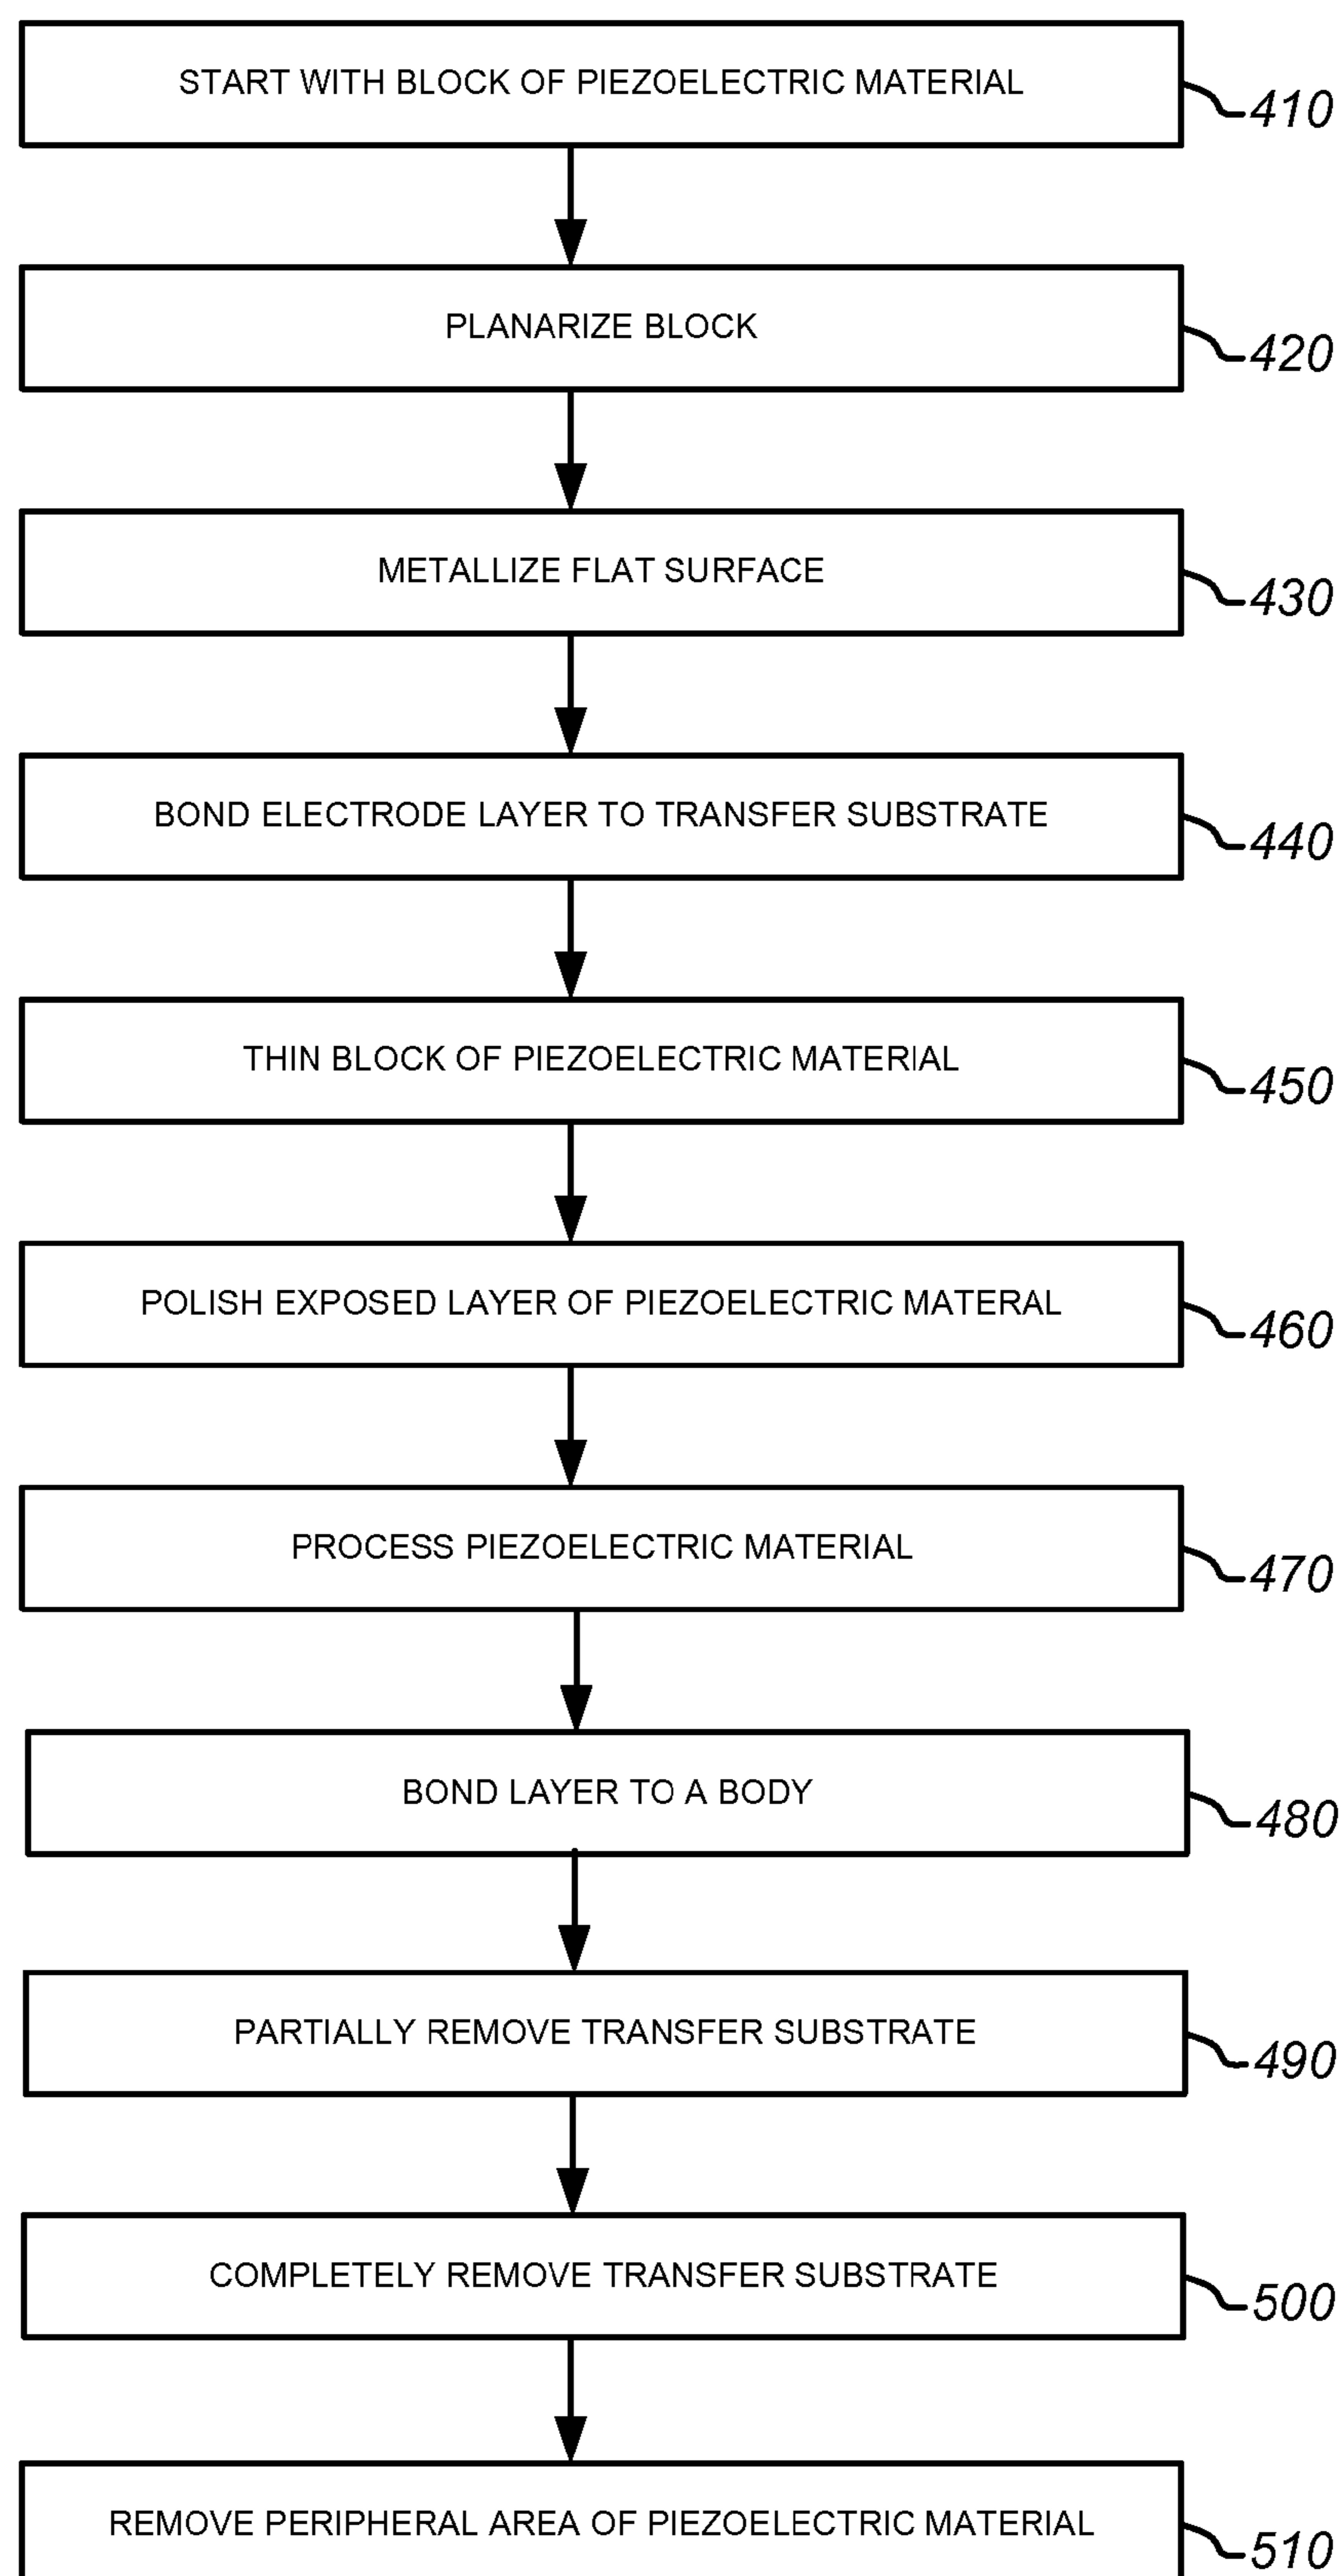 START WITH BLOCK OF PIEZOELECTRIC MATERIAL
410
PLANARIZE BLOCK
420
METALLIZE FLAT SURFACE
430
BOND ELECTRODE LAYER TO TRANSFER SUBSTRATE
440
THIN BLOCK OF PIEZOELECTRIC MATERIAL
450
POLISH EXPOSED LAYER OF PIEZOELECTRIC MATERAL
460
PROCESS PIEZOELECTRIC MATERIAL
470
BOND LAYER TO A BODY
480
PARTIALLY REMOVE TRANSFER SUBSTRATE
490
COMPLETELY REMOVE TRANSFER SUBSTRATE
500
REMOVE PERIPHERAL AREA OF PIEZOELECTRIC MATERIAL
510